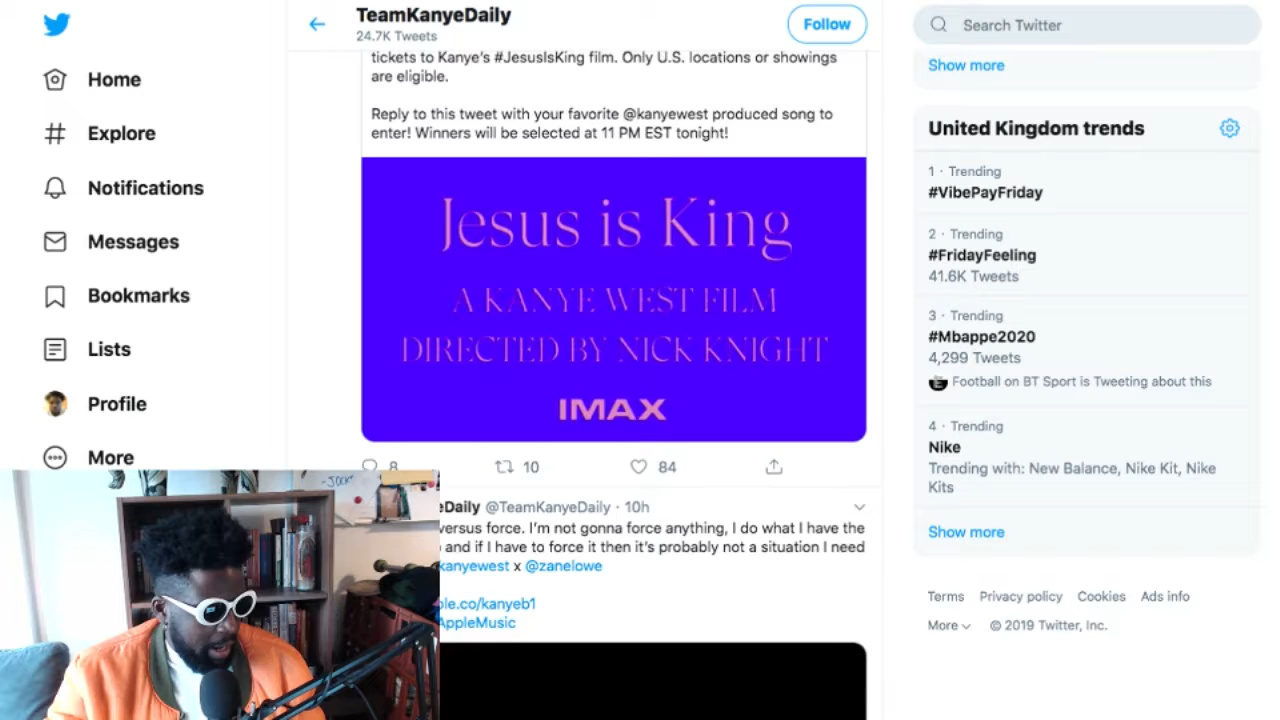 Home
Explore
Notifications
Messages
Bookmarks
Lists
Profile
More
TeamKanyeDaily
24.7K Tweets
Follow
tickets to Kanye's #JesusIsKing film. Only U.S. locations or showings
are eligible.
Reply to this tweet with your favorite @kanyewest produced song to
enter! Winners will be selected at 11 PM EST tonight!
Jesus is King
A KANYE WEST FILM
DIRECTED BY NICK KNIGHT
IMAX
8
10
84
eDaily @TeamKanyeDaily · 10h
versus force. I'm not gonna force anything, I do what I have the
and if I have to force it then it's probably not a situation I need
kanyewest x @zanelowe
ple.co/kanyeb1
AppleMusic
Search Twitter
Show more
United Kingdom trends
1 · Trending
#VibePayFriday
2 · Trending
#FridayFeeling
41.6K Tweets
3 · Trending
#Mbappe2020
4,299 Tweets
Football on BT Sport is Tweeting about this
4 · Trending
Nike
Trending with: New Balance, Nike Kit, Nike
Kits
Show more
Terms Privacy policy Cookies Ads info
More © 2019 Twitter, Inc.